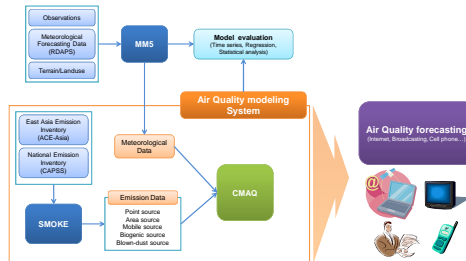 Observations
Meteorological
Forecasting Data
(RDAPS)
Terrain/Landuse
MM5
Model evaluation
(Time series, Regression,
Statistical analysis)
Air Quality modeling
System
East Asia Emission
Inventory
(ACE-Asia)
National Emission
Inventory
(CAPSS)
SMOKE
Meteorological
Data
Emission Data
Point source
Area source
Mobile source
Biogenic source
Blown-dust source
CMAQ
Air Quality forecasting
(Internet, Broadcasting, Cell phone…)
@